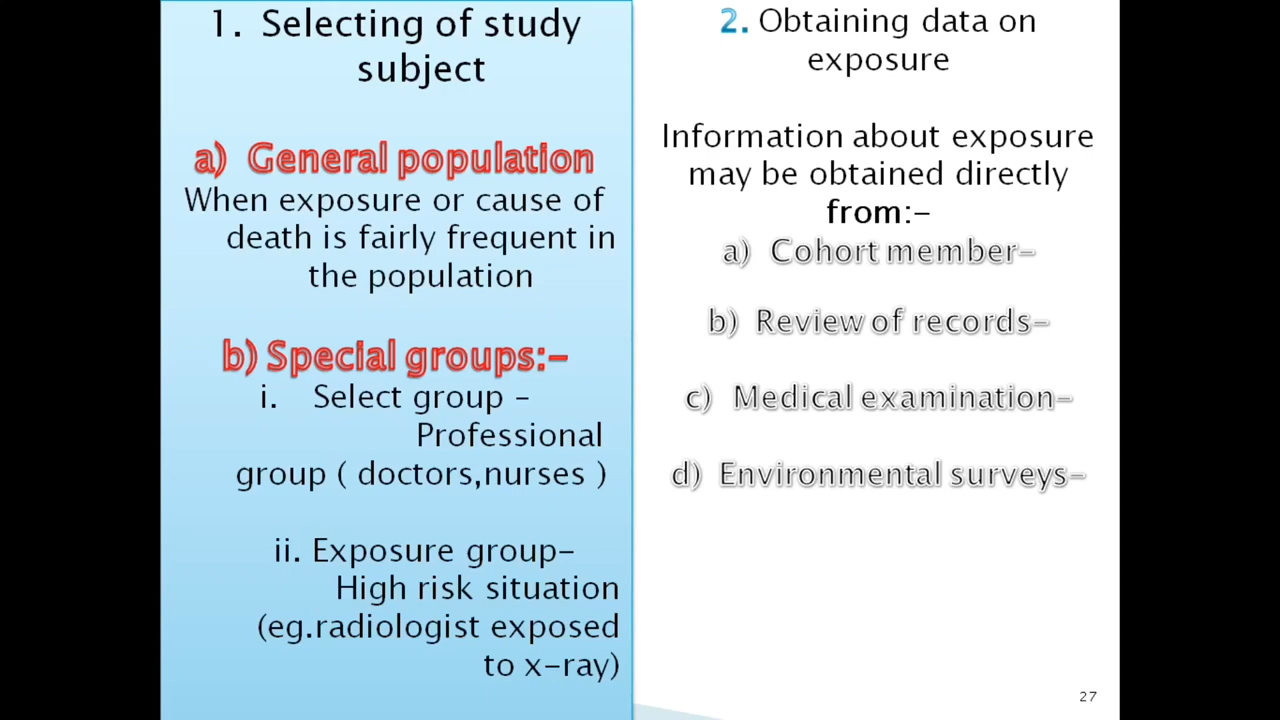 1. Selecting of study
subject
a) General population
When exposure or cause of
death is fairly frequent in
the population
b) Special groups:-
i. Select group -
Professional
group ( doctors,nurses )
ii. Exposure group-
High risk situation
(eg.radiologist exposed
to x-ray)
2. Obtaining data on
exposure
Information about exposure
may be obtained directly
from:-
a) Cohort member-
b) Review of records-
c) Medical examination-
d) Environmental surveys-
27